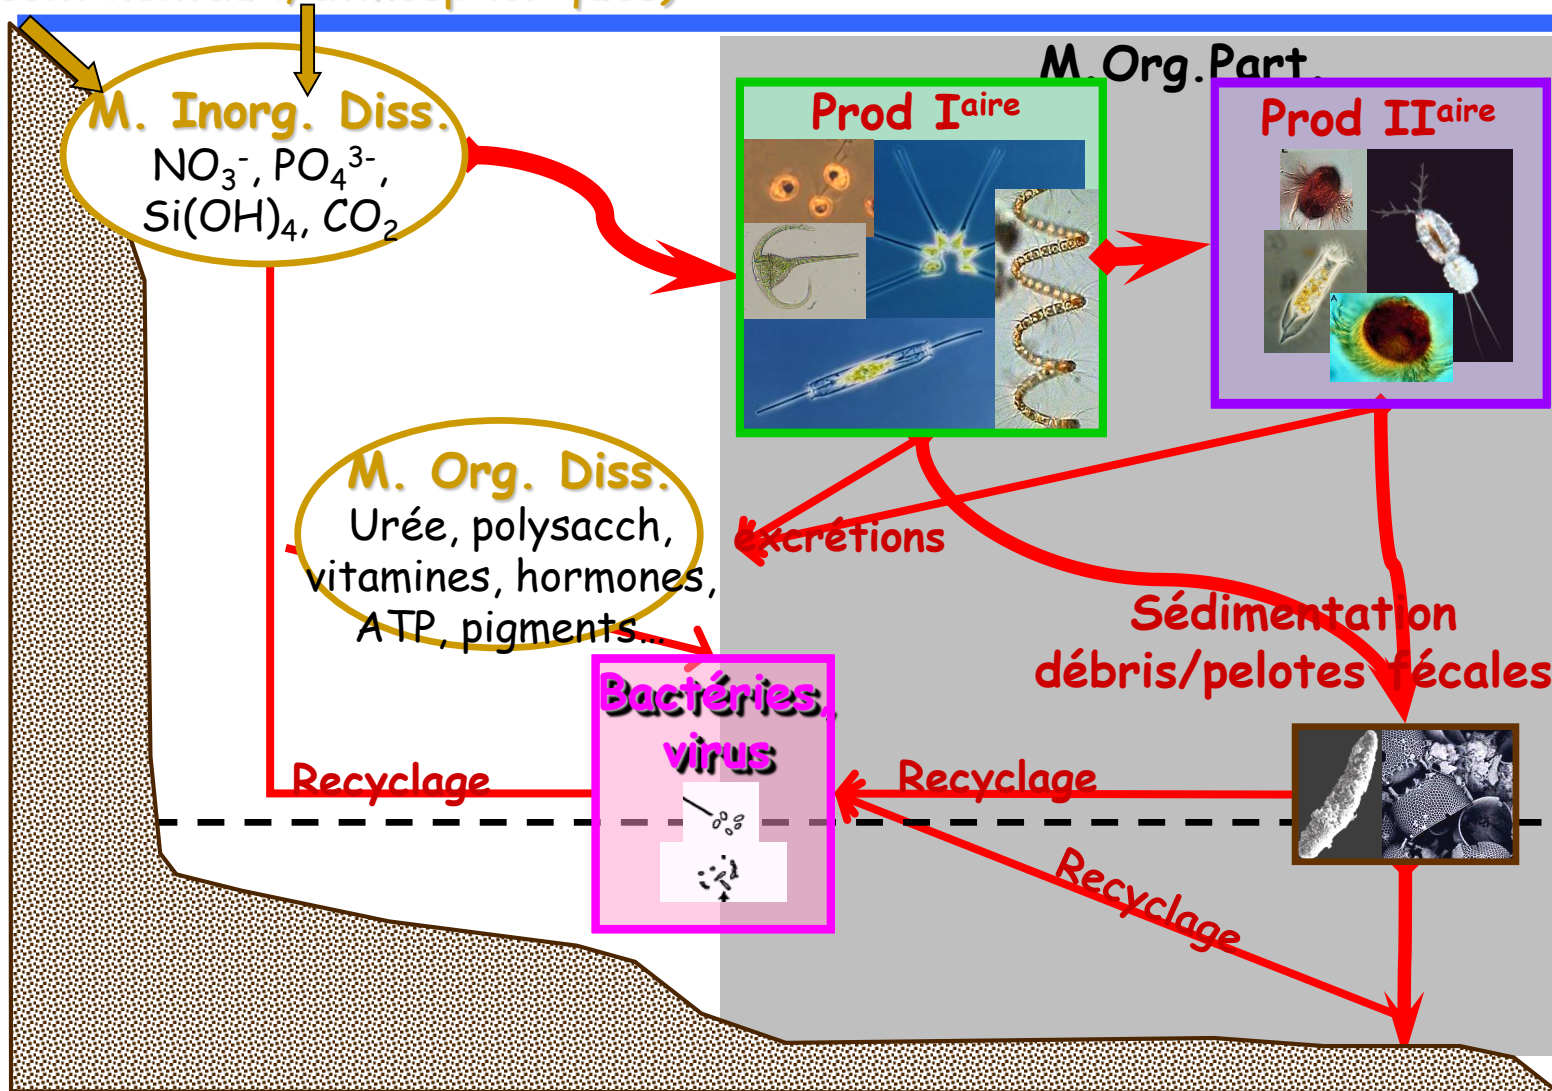 M.Org.Part.
M. Inorg. Diss.
NO₃⁻, PO₄³⁻,
Si(OH)₄, CO₂
Prod Iᵃⁱʳᵉ
Prod IIᵃⁱʳᵉ
M. Org. Diss.
Urée, polysacch,
vitamines, hormones,
ATP, pigments…
excrétions
Sédimentation
débris/pelotes fécales
Bactéries,
virus
Recyclage
Recyclage
Recyclage
A